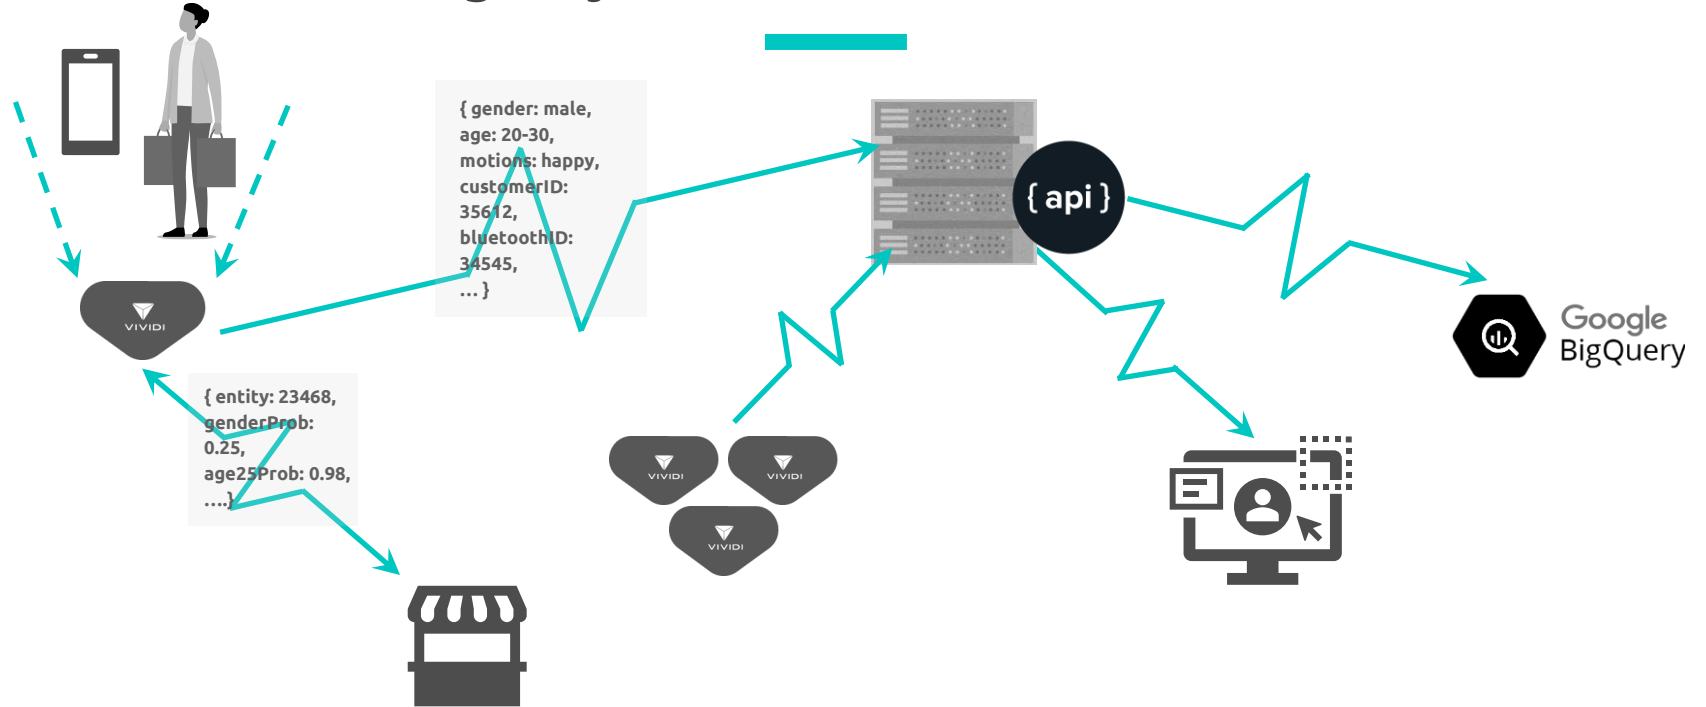 { gender: male,
age: 20-30,
motions: happy,
customerID:
35612,
bluetoothID:
34545,
... }
{ api }
VIVIDI
Google
BigQuery
{ entity: 23468,
genderProb:
0.25,
age25Prob: 0.98,
....}
VIVIDI
VIVIDI
VIVIDI